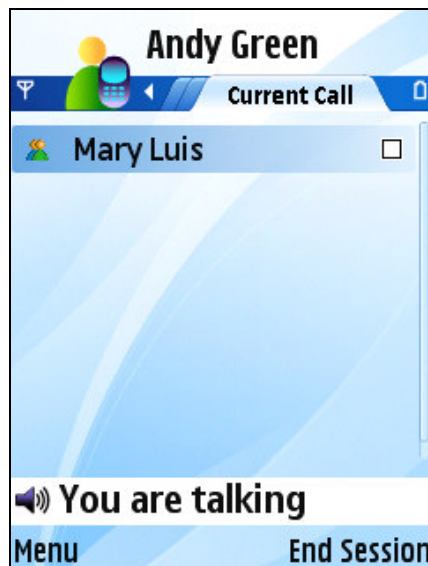 Andy Green
Current Call
Mary Luis
You are talking
Menu End Session